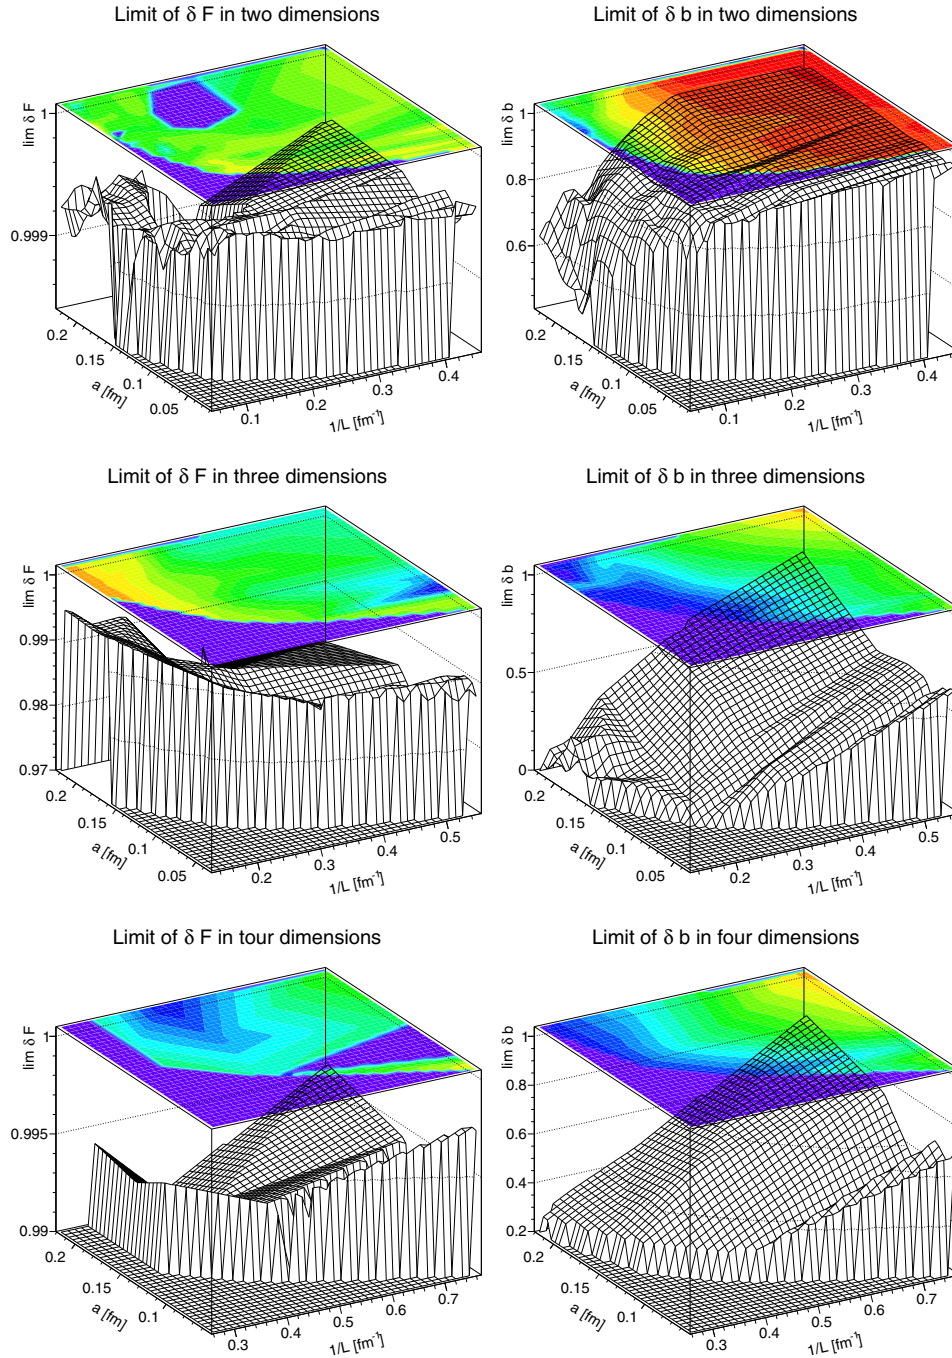 Limit of δ F in two dimensions
Limit of δ b in two dimensions
lim δ F
1
0.999
0.2
0.15
0.1
0.05
a [fm]
0.1
0.2
0.3
0.4
1/L [fm⁻¹]
lim δ b
1
0.8
0.6
0.2
0.15
0.1
0.05
a [fm]
0.1
0.2
0.3
0.4
1/L [fm⁻¹]
Limit of δ F in three dimensions
Limit of δ b in three dimensions
lim δ F
1
0.99
0.98
0.97
0.2
0.15
0.1
0.05
a [fm]
0.2
0.3
0.4
0.5
1/L [fm⁻¹]
lim δ b
1
0.5
0
0.2
0.15
0.1
0.05
a [fm]
0.2
0.3
0.4
0.5
1/L [fm⁻¹]
Limit of δ F in tour dimensions
Limit of δ b in four dimensions
lim δ F
1
0.995
0.99
0.2
0.15
0.1
a [fm]
0.3
0.4
0.5
0.6
0.7
1/L [fm⁻¹]
lim δ b
1
0.8
0.6
0.4
0.2
0.2
0.15
0.1
a [fm]
0.3
0.4
0.5
0.6
0.7
1/L [fm⁻¹]